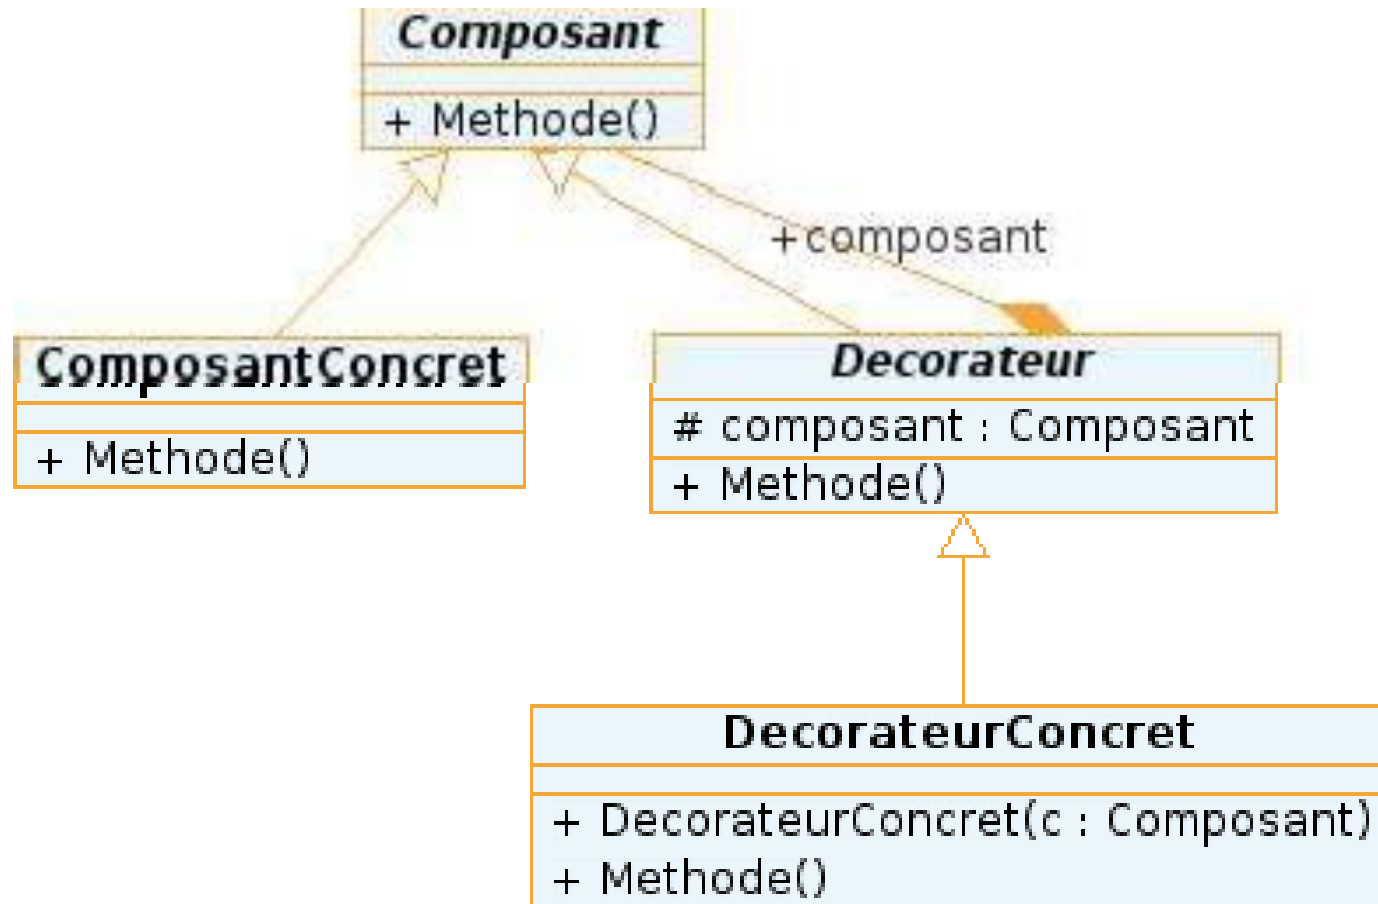 Composant
+ Methode()
+composant
ComposantConcret
+ Methode()
Decorateur
# composant : Composant
+ Methode()
DecorateurConcret
+ DecorateurConcret(c : Composant)
+ Methode()